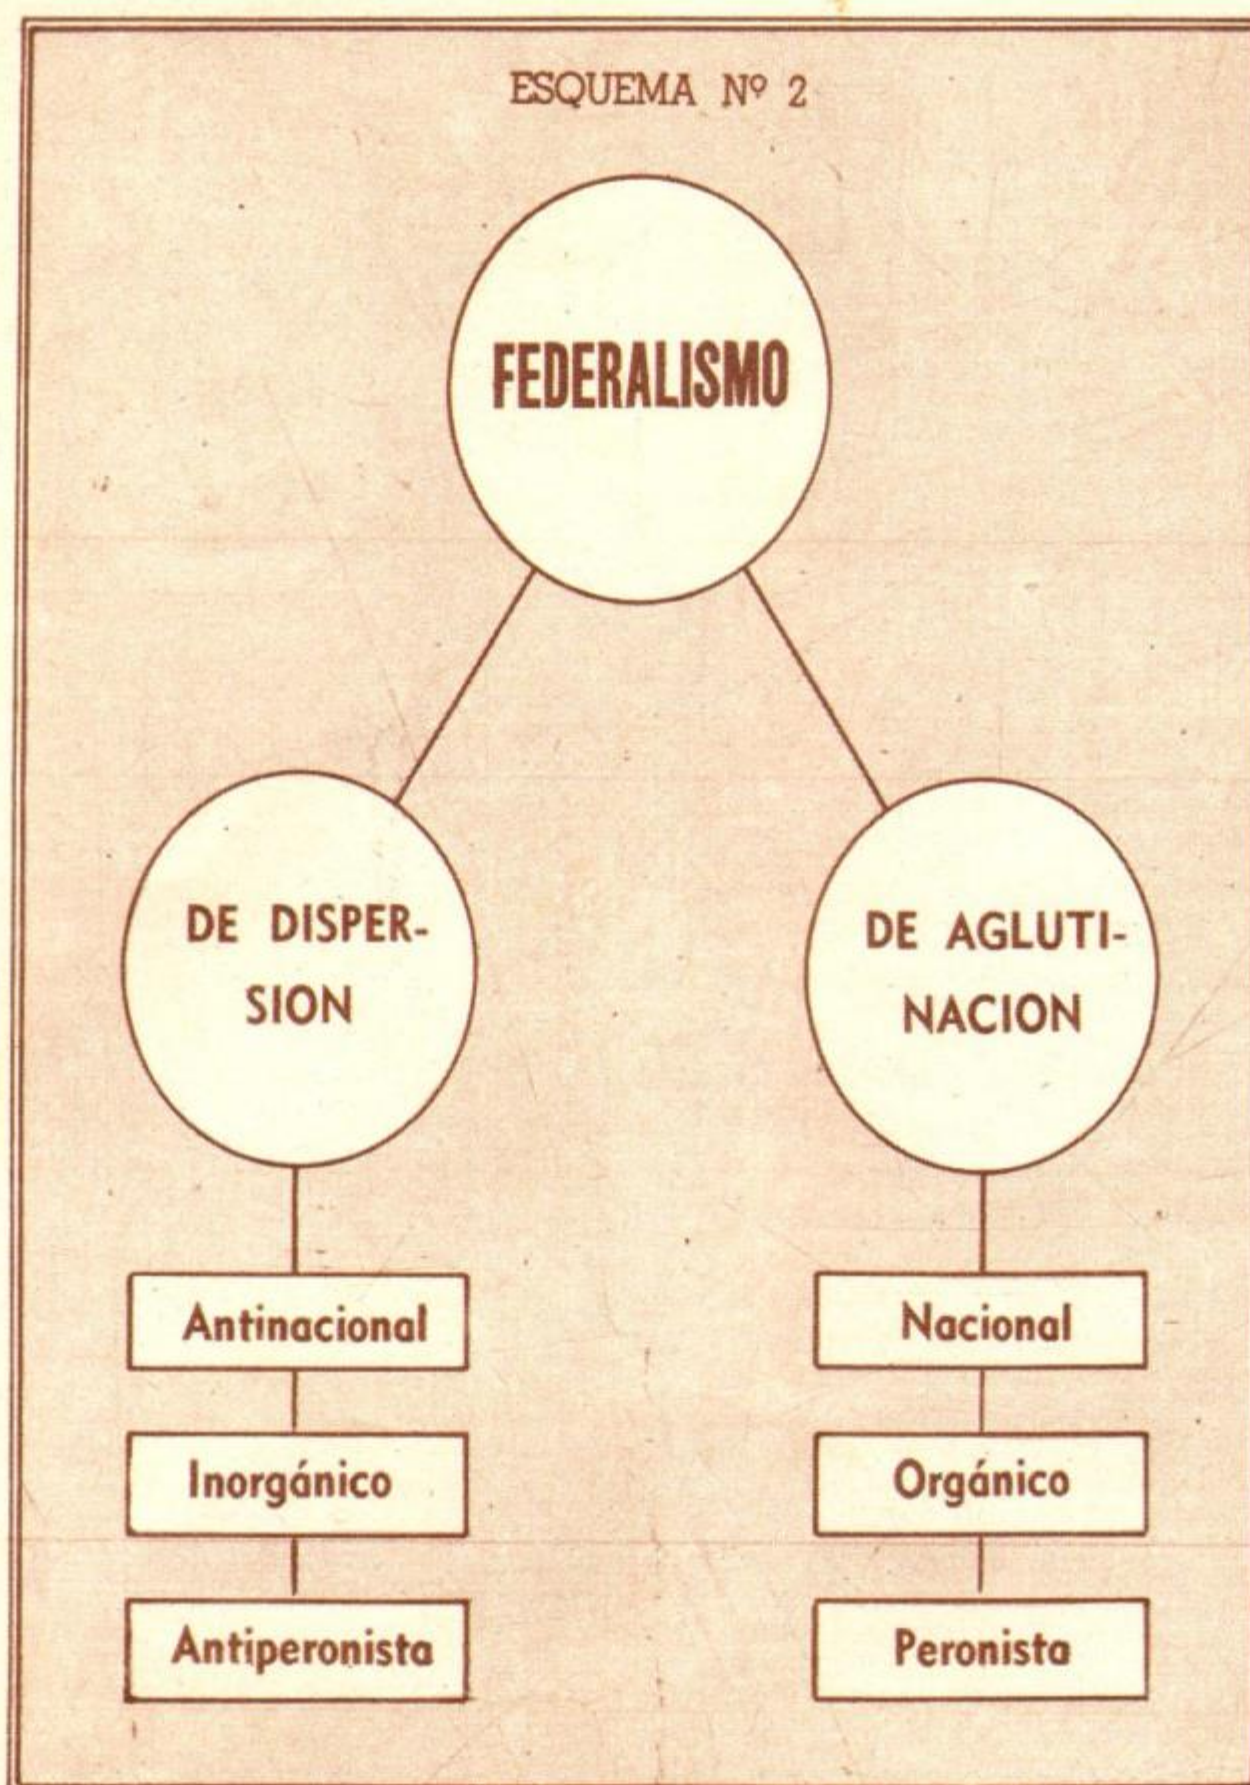 ESQUEMA Nº 2
FEDERALISMO
DE DISPER-
SION
DE AGLUTI-
NACION
Antinacional
Inorgánico
Antiperonista
Nacional
Orgánico
Peronista